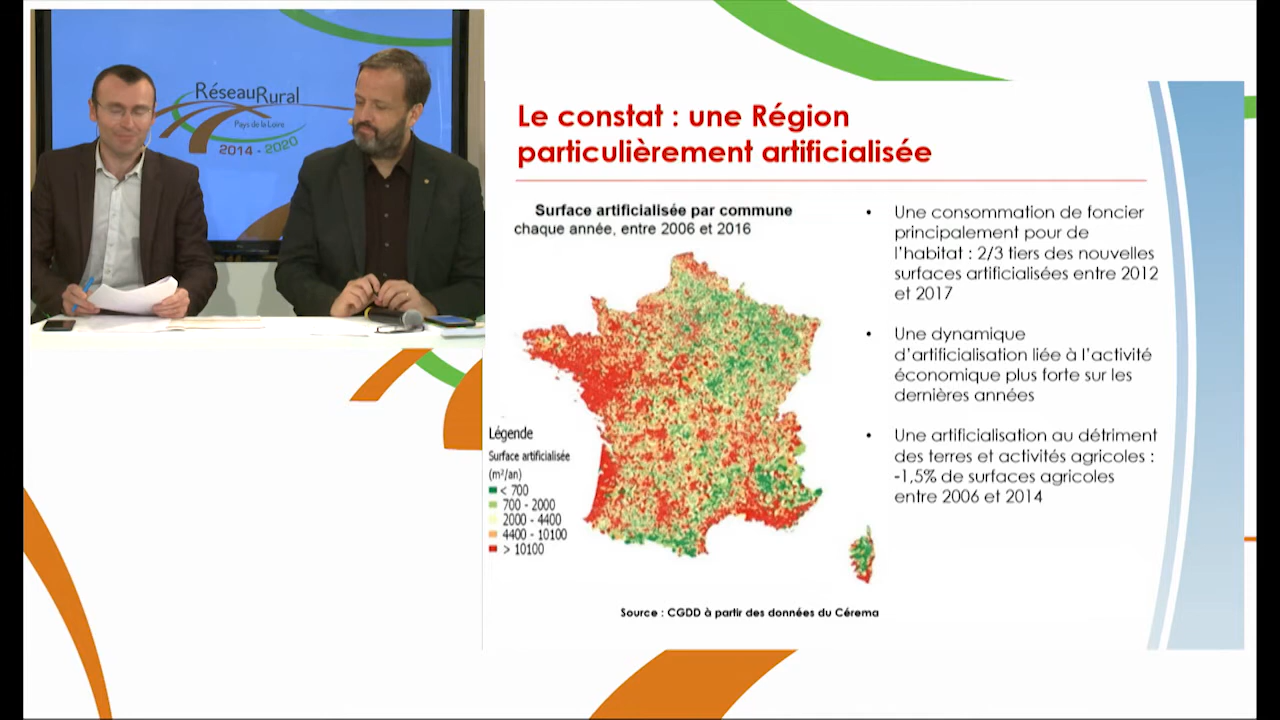 RéseauRural
Pays de la Loire
2014 - 2020
Le constat : une Région
particulièrement artificialisée
Surface artificialisée par commune
chaque année, entre 2006 et 2016
Légende
Surface artificialisée
(m²/an)
< 700
700 - 2000
2000 - 4400
4400 - 10100
> 10100
Source : CGDD à partir des données du Cérema
• Une consommation de foncier
principalement pour de
l'habitat : 2/3 tiers des nouvelles
surfaces artificialisées entre 2012
et 2017
• Une dynamique
d'artificialisation liée à l'activité
économique plus forte sur les
dernières années
• Une artificialisation au détriment
des terres et activités agricoles :
-1,5% de surfaces agricoles
entre 2006 et 2014